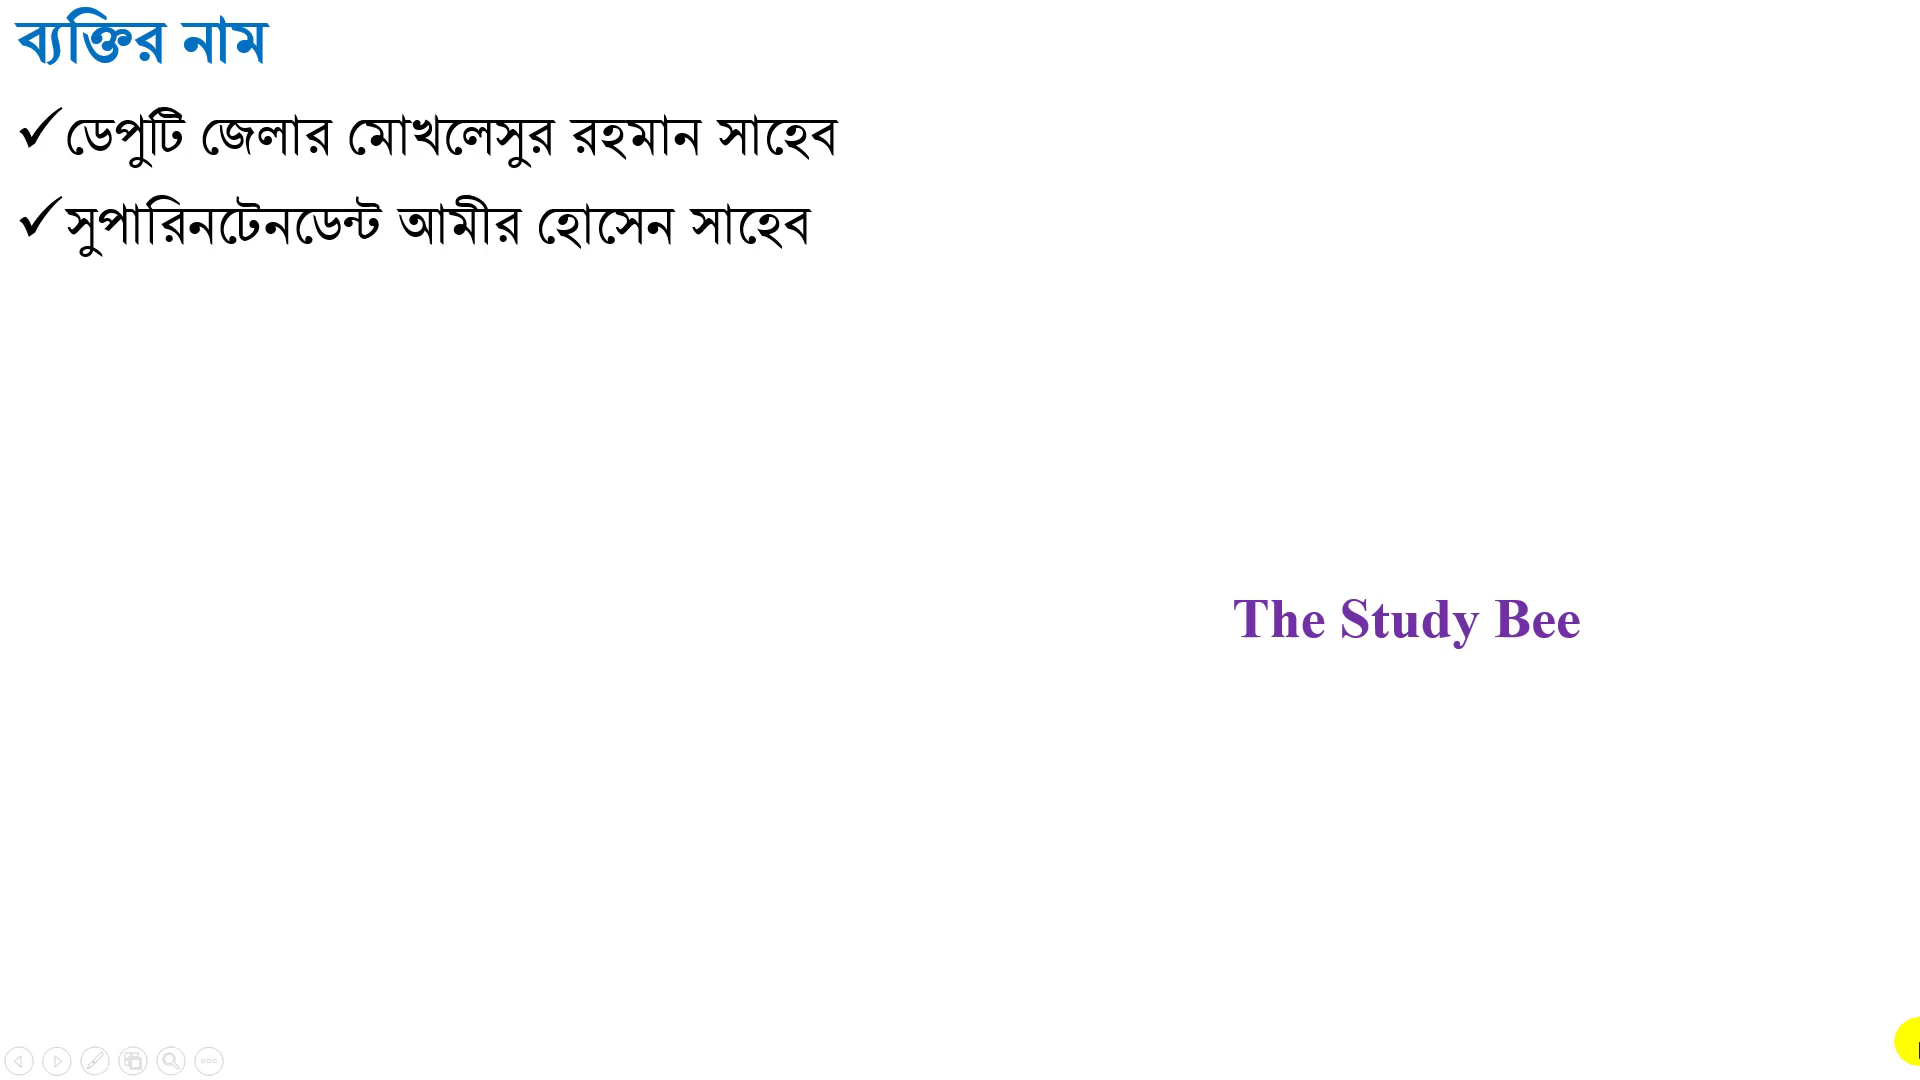 ব্যক্তির নাম
✓ ডেপুটি জেলার মোখলেসুর রহমান সাহেব
✓ সুপারিনটেনডেন্ট আমীর হোসেন সাহেব
The Study Bee